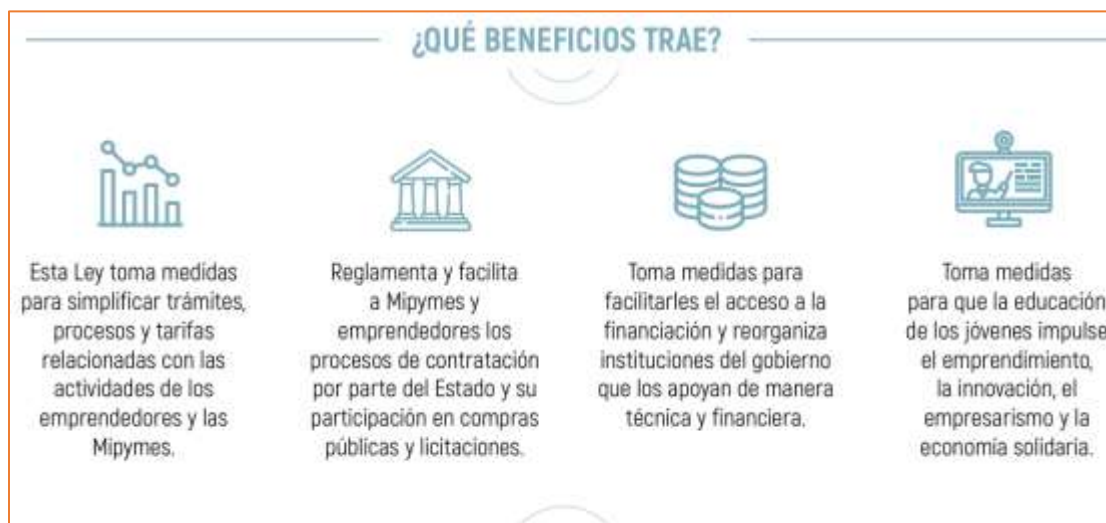 ¿QUÉ BENEFICIOS TRAE?
Esta Ley toma medidas
para simplificar trámites,
procesos y tarifas
relacionadas con las
actividades de los
emprendedores y las
Mipymes.
Reglamenta y facilita
a Mipymes y
emprendedores los
procesos de contratación
por parte del Estado y su
participación en compras
públicas y licitaciones.
Toma medidas para
facilitarles el acceso a la
financiación y reorganiza
instituciones del gobierno
que los apoyan de manera
técnica y financiera.
Toma medidas
para que la educación
de los jóvenes impulse
el emprendimiento,
la innovación, el
empresarismo y la
economía solidaria.